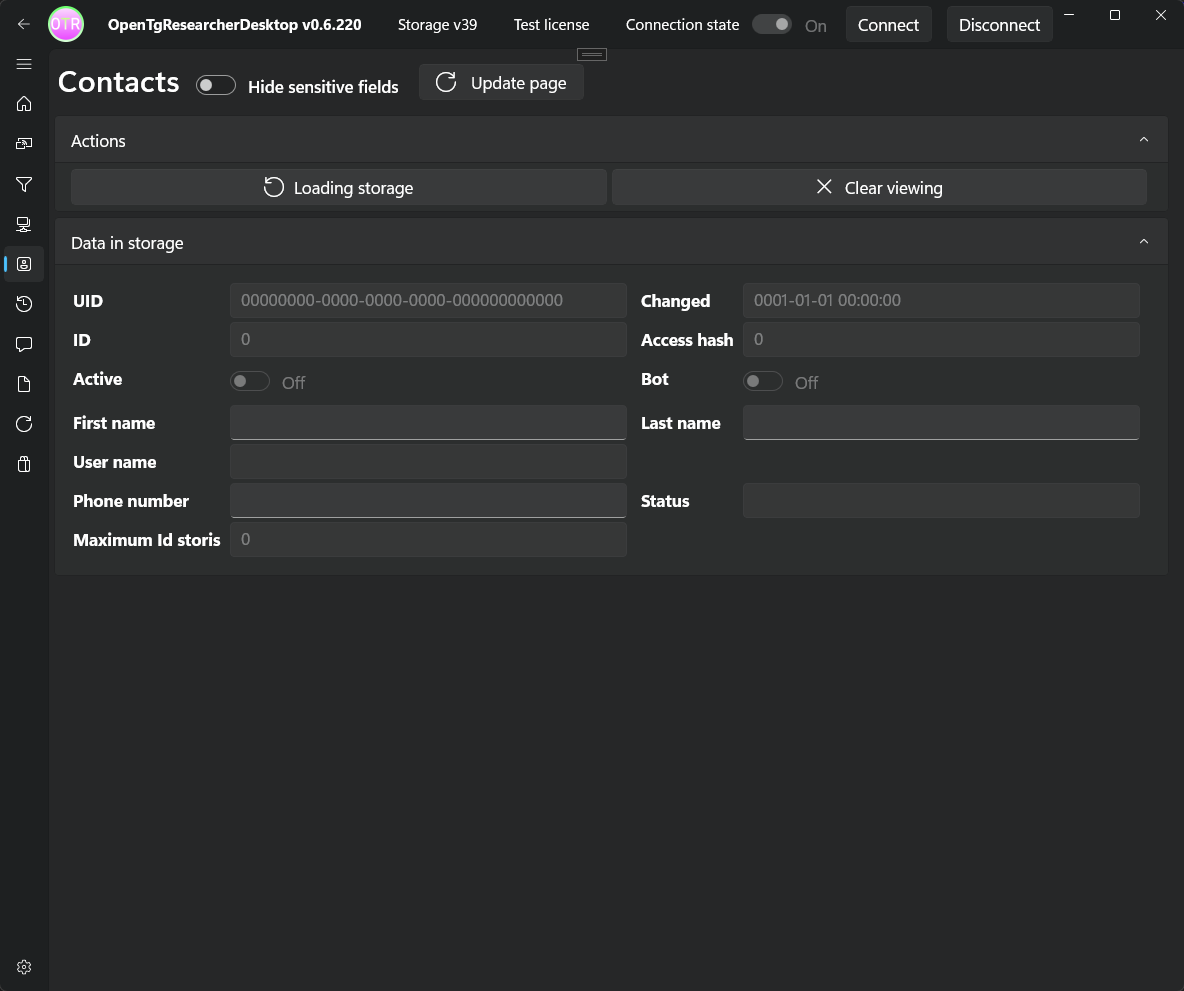 OTR OpenTgResearcherDesktop v0.6.220 Storage v39 Test license Connection state On Connect Disconnect
Contacts Hide sensitive fields Update page
Actions
Loading storage Clear viewing
Data in storage
UID 00000000-0000-0000-0000-000000000000 Changed 0001-01-01 00:00:00
ID 0 Access hash 0
Active Off Bot Off
First name Last name
User name
Phone number Status
Maximum Id storis 0